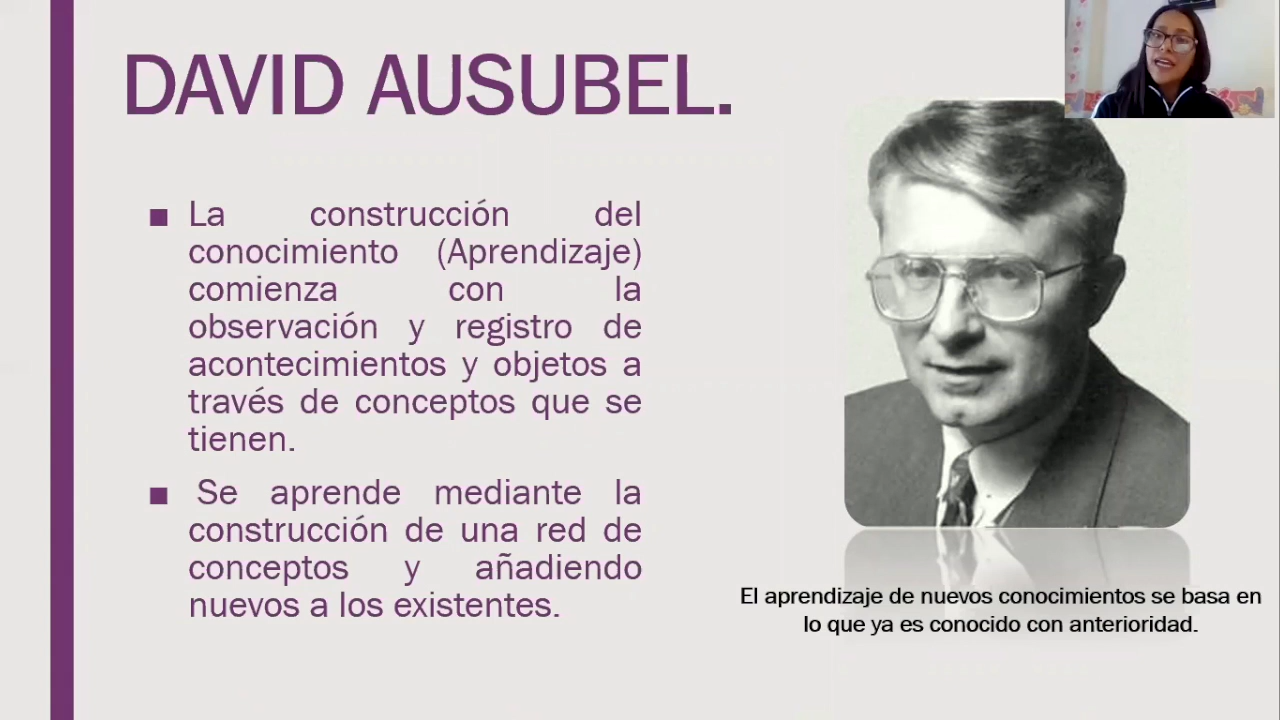 DAVID AUSUBEL.
■ La construcción del
conocimiento (Aprendizaje)
comienza con la
observación y registro de
acontecimientos y objetos a
través de conceptos que se
tienen.
■ Se aprende mediante la
construcción de una red de
conceptos y añadiendo
nuevos a los existentes.
El aprendizaje de nuevos conocimientos se basa en
lo que ya es conocido con anterioridad.